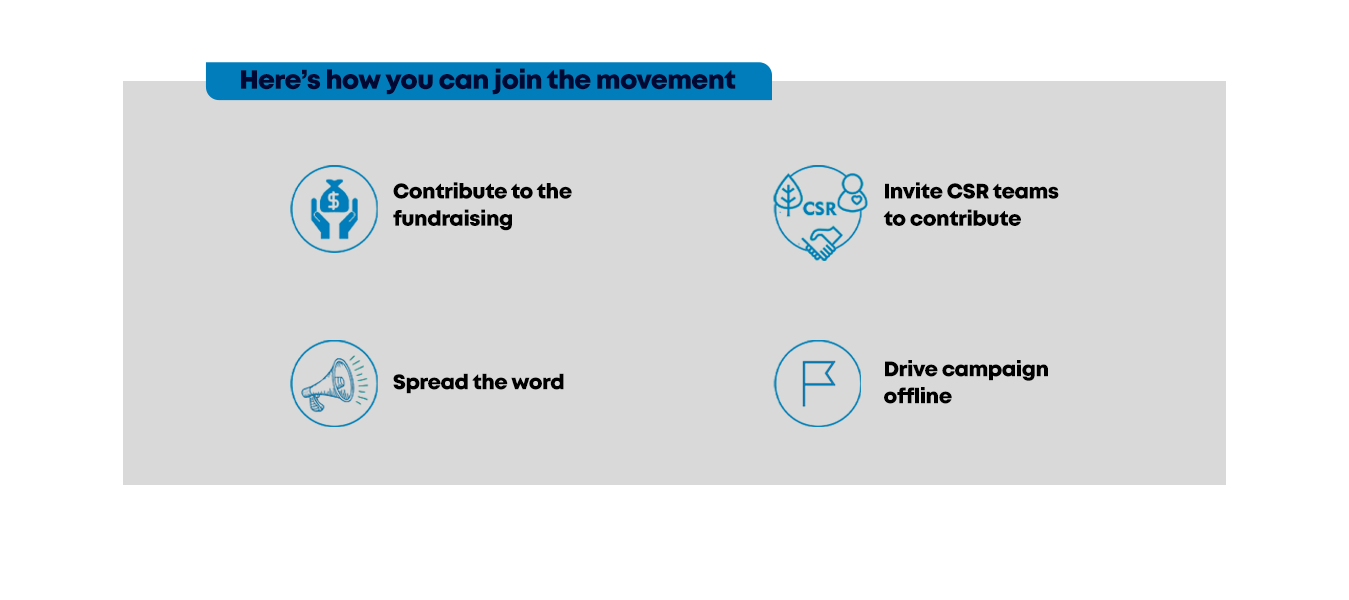 Here’s how you can join the movement
Contribute to the
fundraising
$
CSR
Invite CSR teams
to contribute
Spread the word
Drive campaign
offline